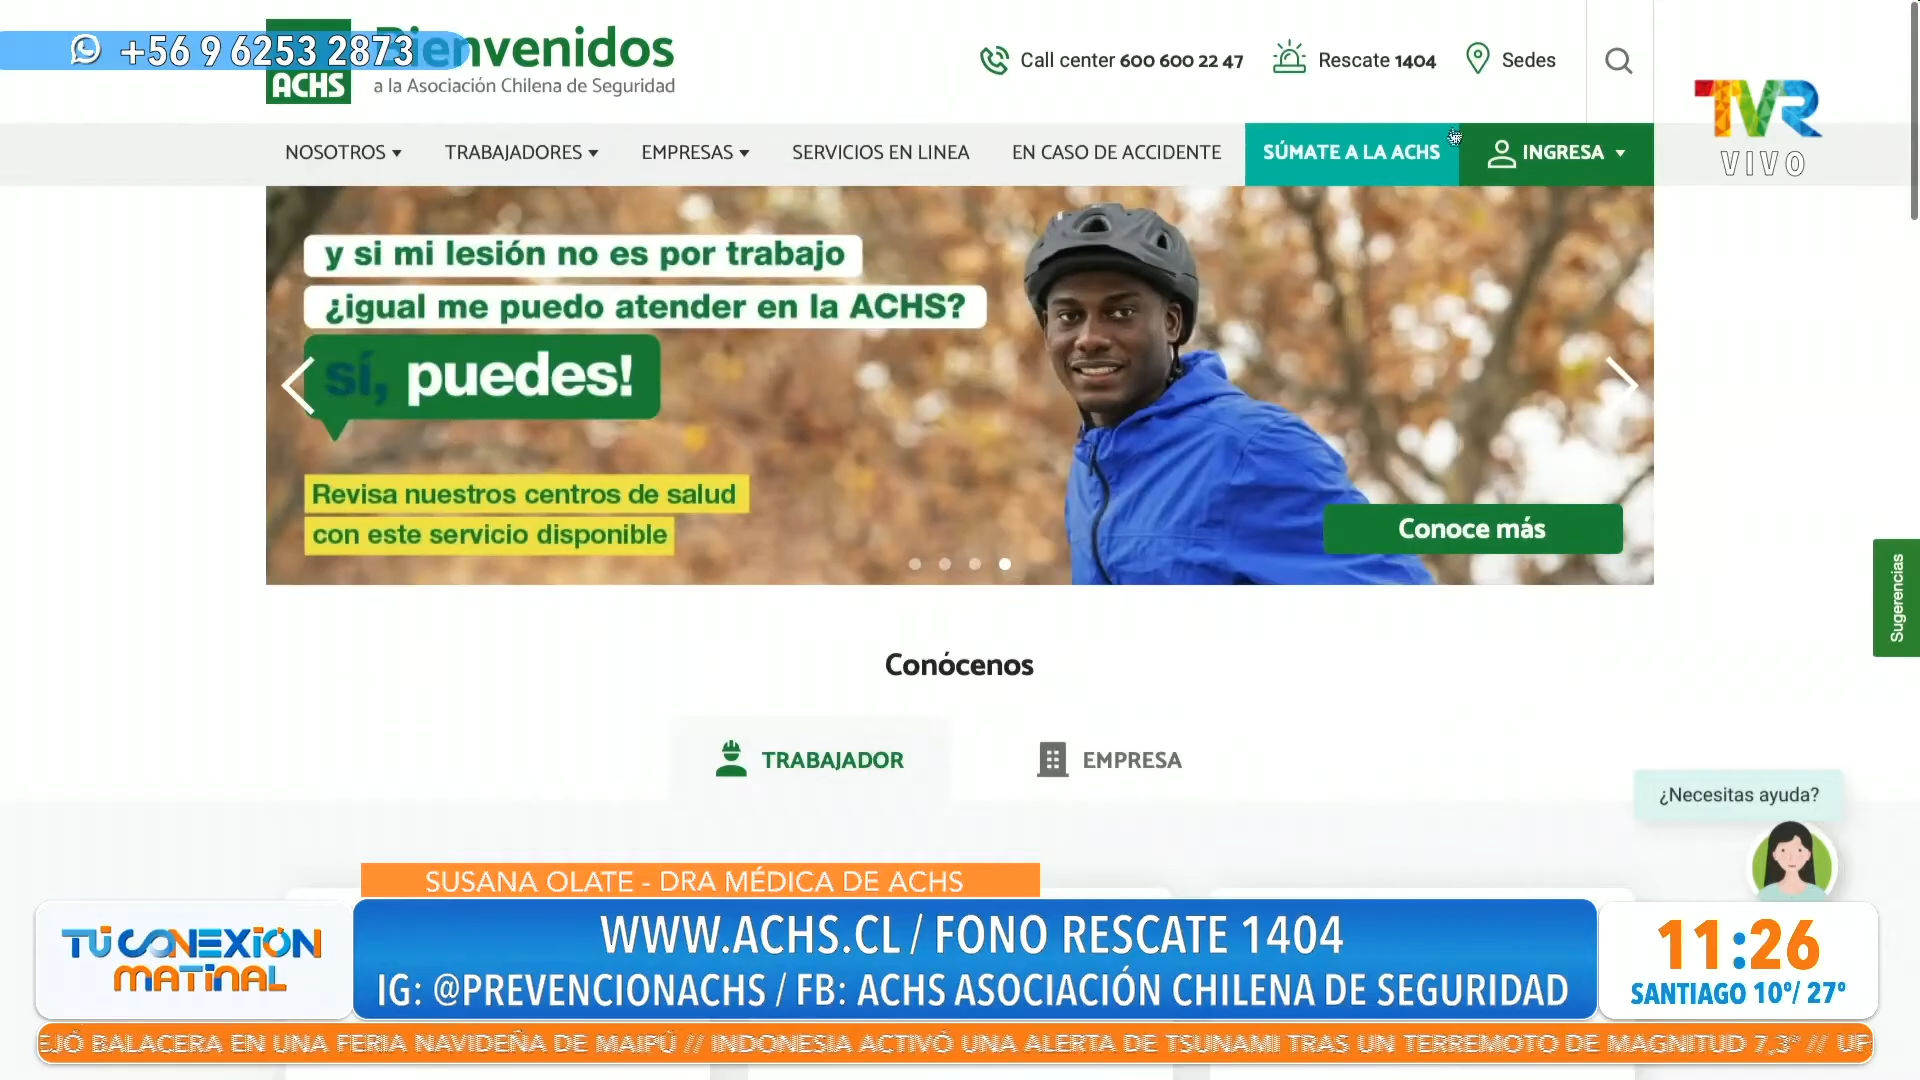 +56 9 6253 2873
Bienvenidos
ACHS
a la Asociación Chilena de Seguridad
Call center 600 600 22 47
Rescate 1404
Sedes
TVR
VIVO
NOSOTROS
TRABAJADORES
EMPRESAS
SERVICIOS EN LINEA
EN CASO DE ACCIDENTE
SÚMATE A LA ACHS
INGRESA
y si mi lesión no es por trabajo
¿igual me puedo atender en la ACHS?
sí, puedes!
Revisa nuestros centros de salud
con este servicio disponible
Conoce más
Sugerencias
Conócenos
TRABAJADOR
EMPRESA
¿Necesitas ayuda?
SUSANA OLATE - DRA MÉDICA DE ACHS
TÚ CONEXIÓN
MATINAL
WWW.ACHS.CL / FONO RESCATE 1404
IG: @PREVENCIONACHS / FB: ACHS ASOCIACIÓN CHILENA DE SEGURIDAD
11:26
SANTIAGO 10º/ 27º
EJÓ BALACERA EN UNA FERIA NAVIDEÑA DE MAIPÚ // INDONESIA ACTIVÓ UNA ALERTA DE TSUNAMI TRAS UN TERREMOTO DE MAGNITUD 7,3º // UF